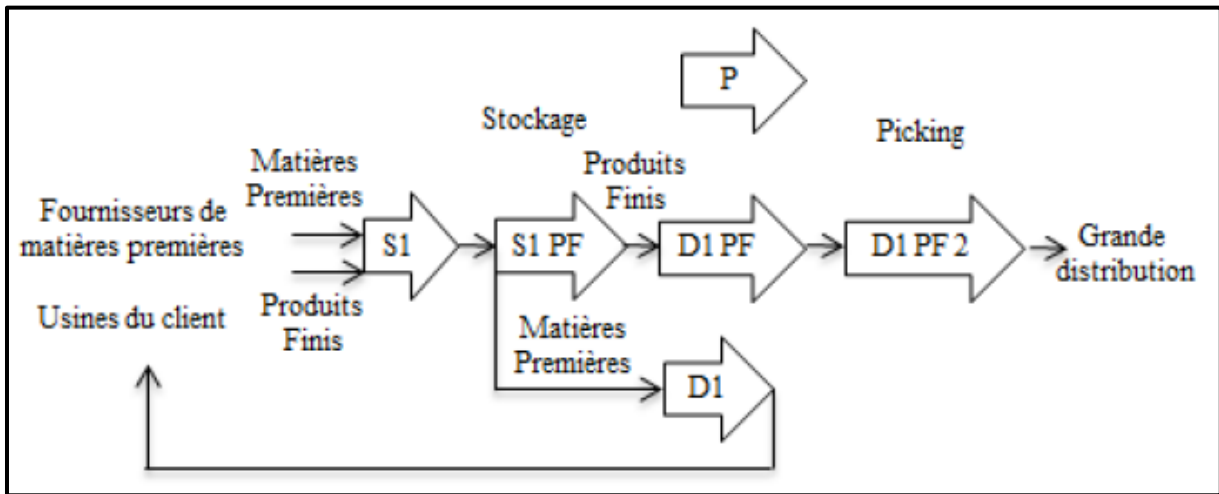 P
Stockage
Picking
Matières
Premières
Produits
Finis
Fournisseurs de
matières premières
S1
S1 PF
D1 PF
D1 PF 2
Grande
distribution
Usines du client
Produits
Finis
Matières
Premières
D1